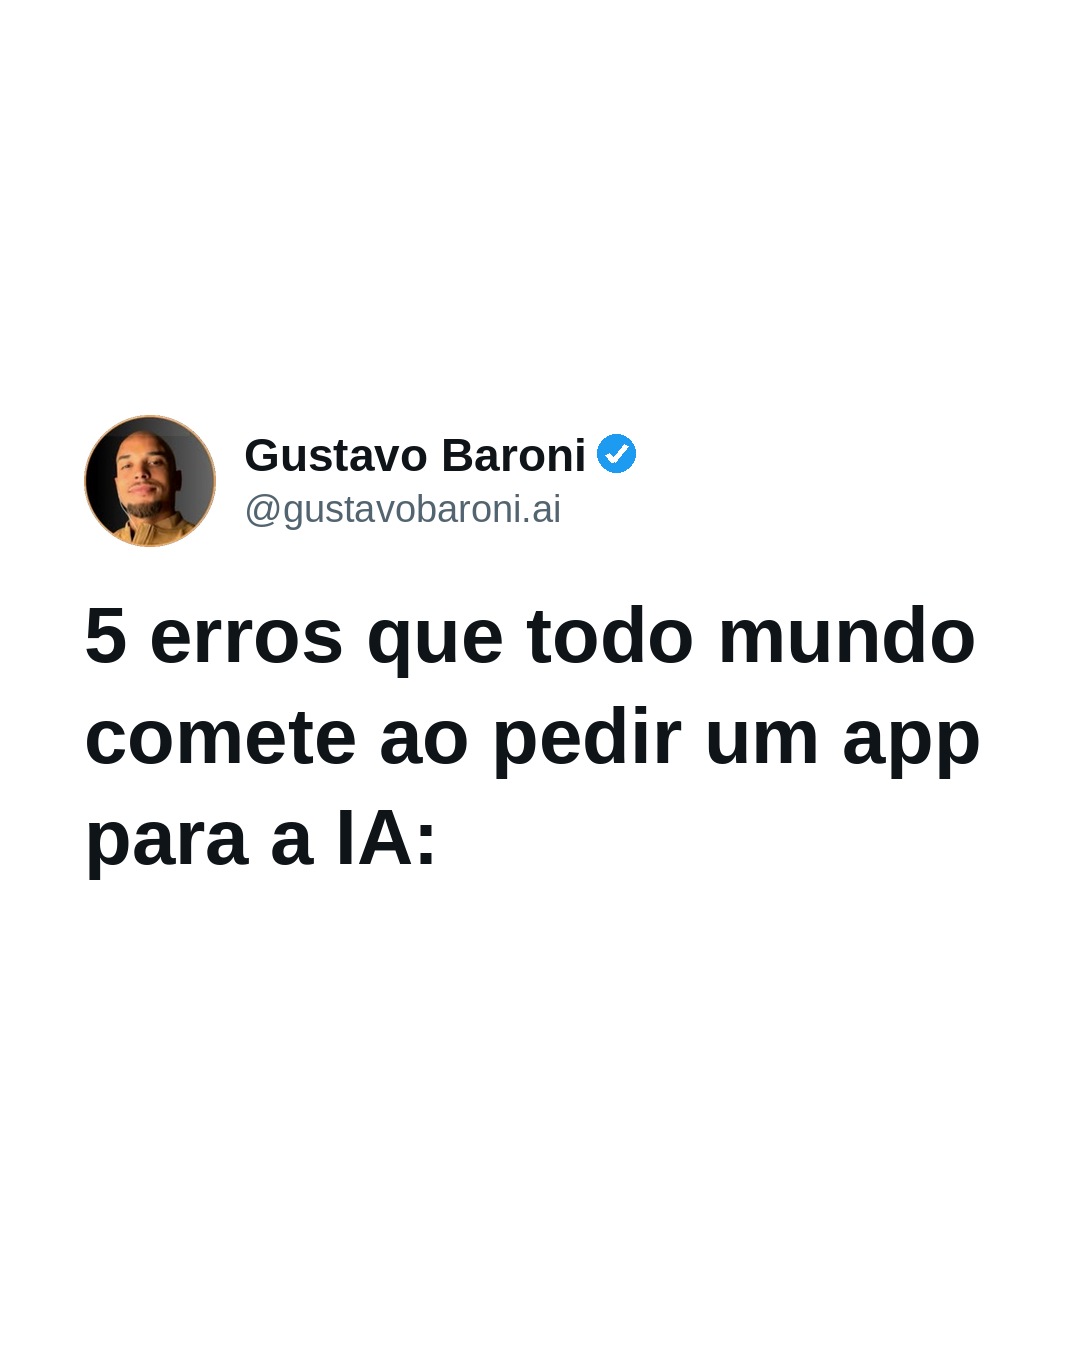 Gustavo Baroni
@gustavobaroni.ai
5 erros que todo mundo
comete ao pedir um app
para a IA: